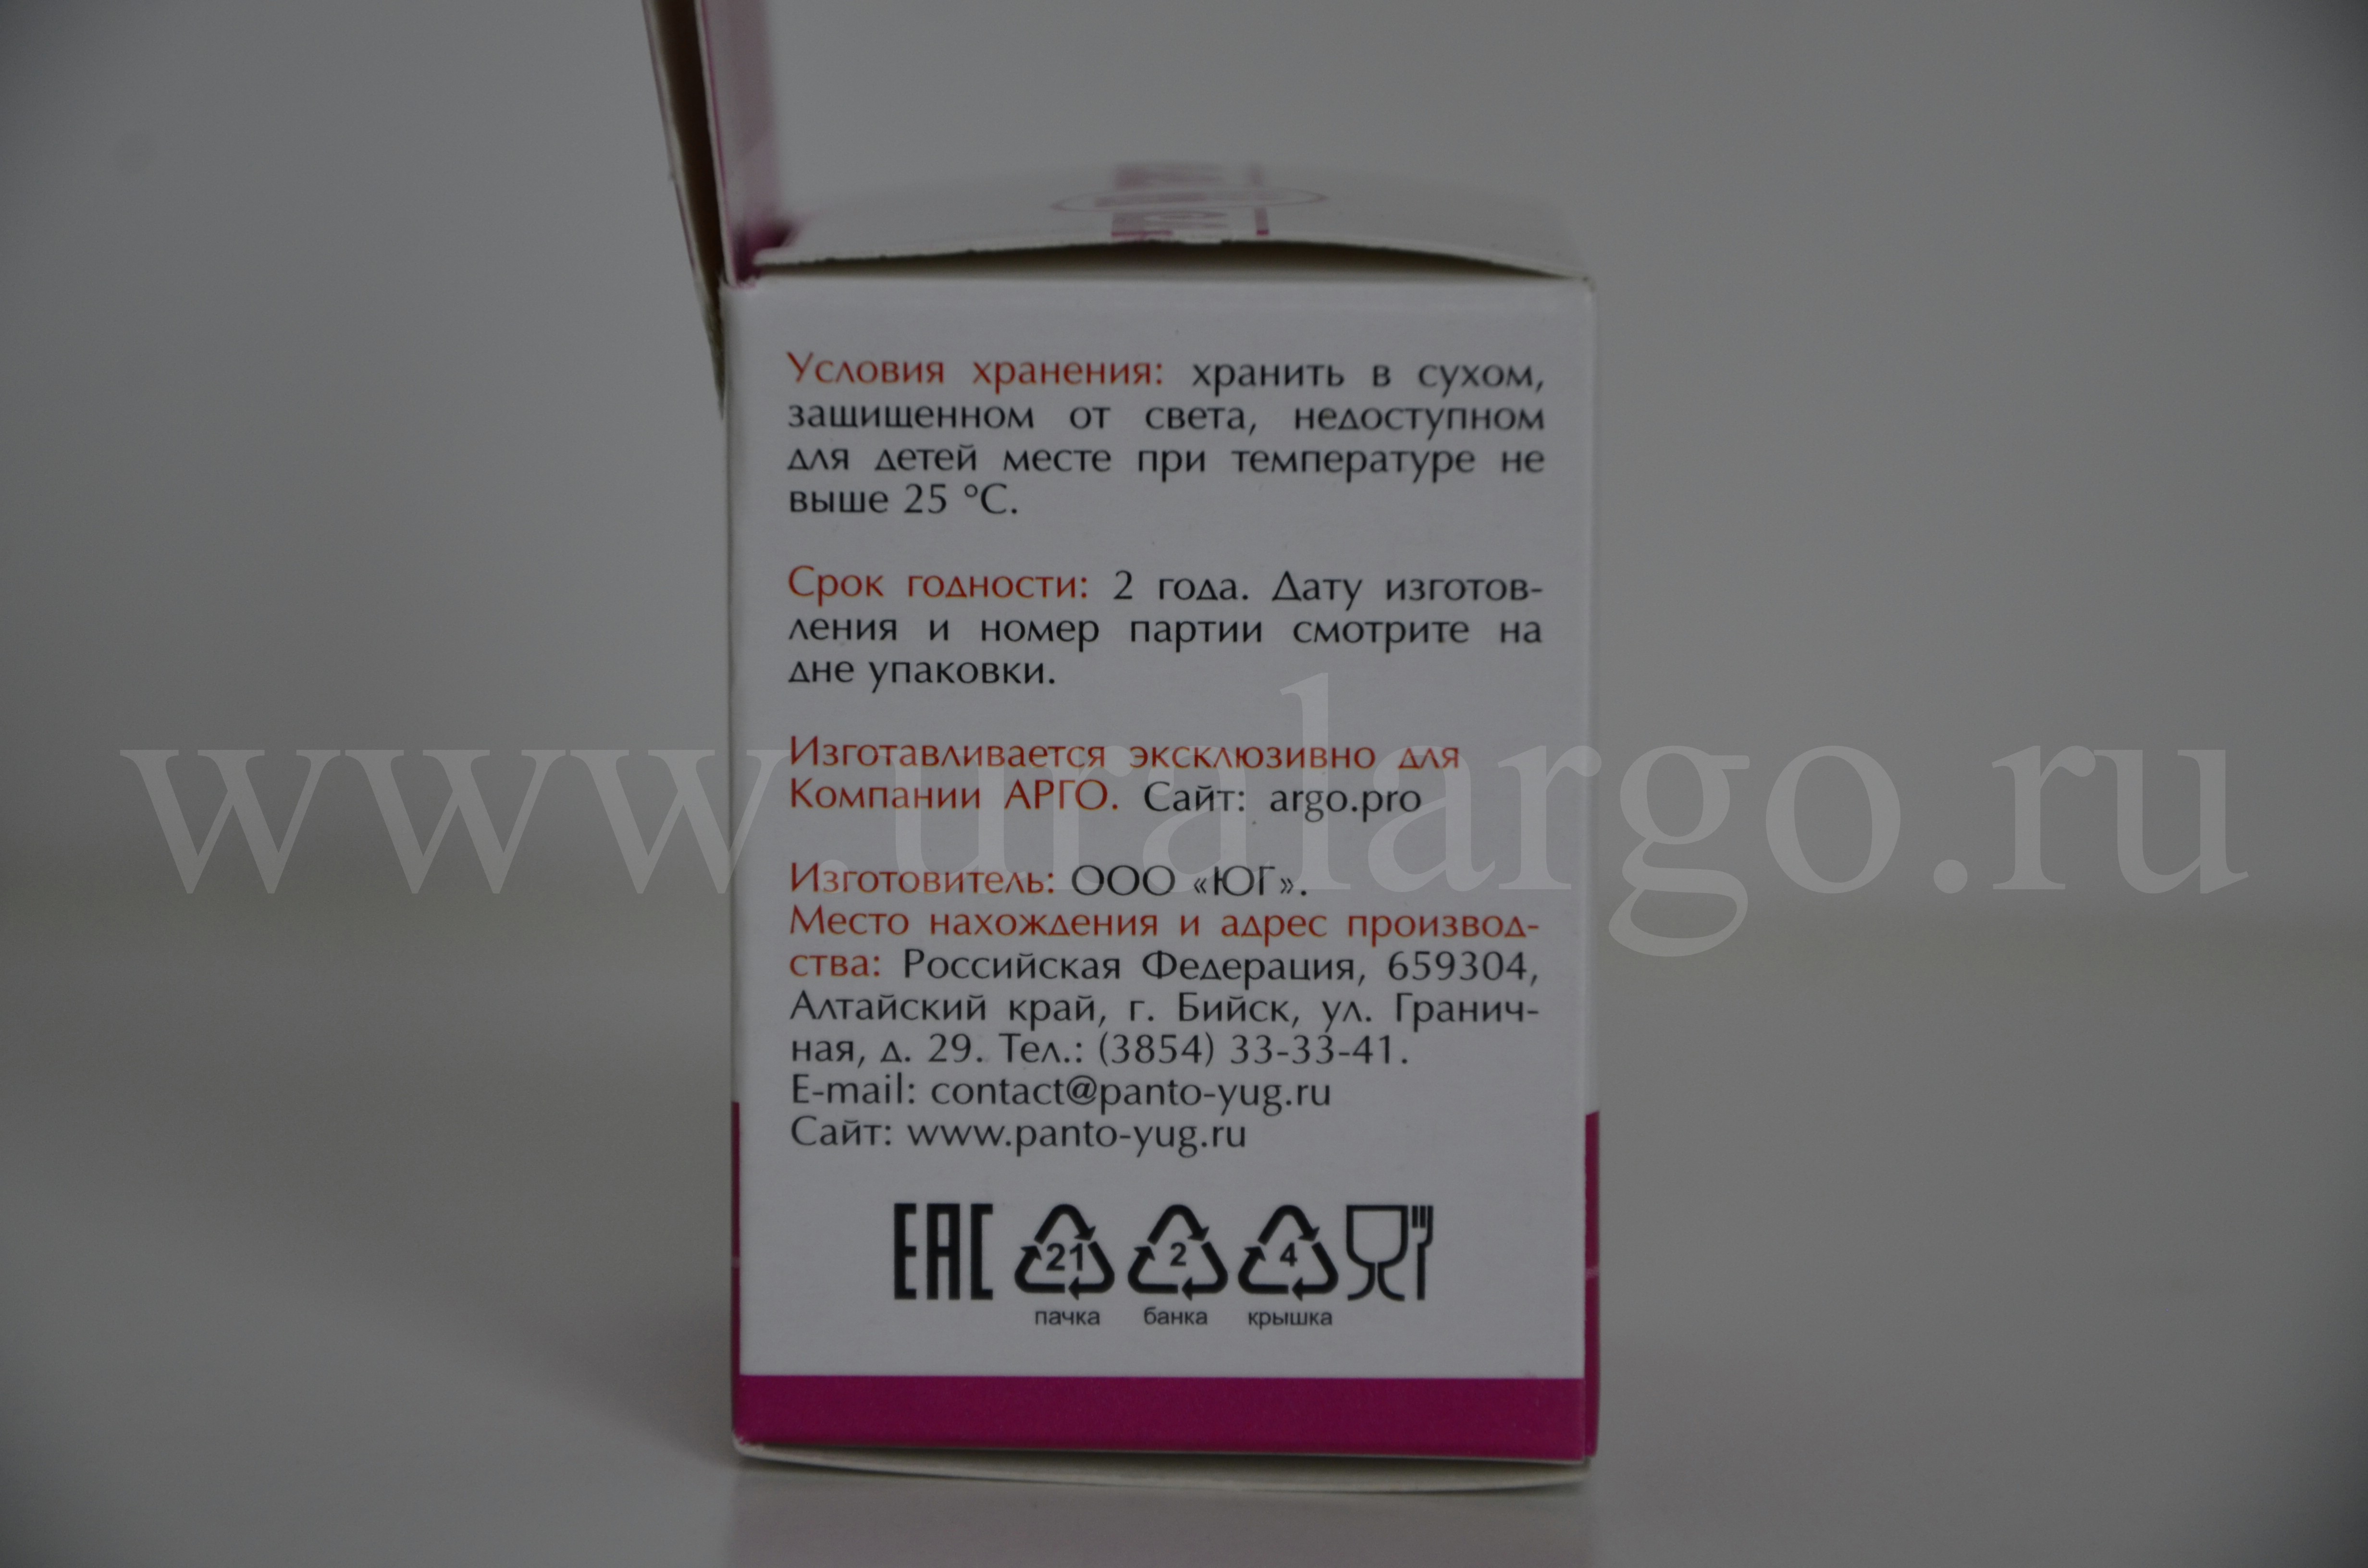 Условия хранения: хранить в сухом,
защищенном от света, недоступном
для детей месте при температуре не
выше 25 °С.
Срок годности: 2 года. Дату изготов-
ления и номер партии смотрите на
дне упаковки.
Изготавливается эксклюзивно для
Компании АРГО. Сайт: argo.pro
Изготовитель: ООО «ЮГ».
Место нахождения и адрес производ-
ства: Российская Федерация, 659304,
Алтайский край, г. Бийск, ул. Гранич-
ная, д. 29. Тел.: (3854) 33-33-41.
E-mail: contact@panto-yug.ru
Сайт: www.panto-yug.ru
EAC 21 2 4
пачка банка крышка
www.uralargo.ru